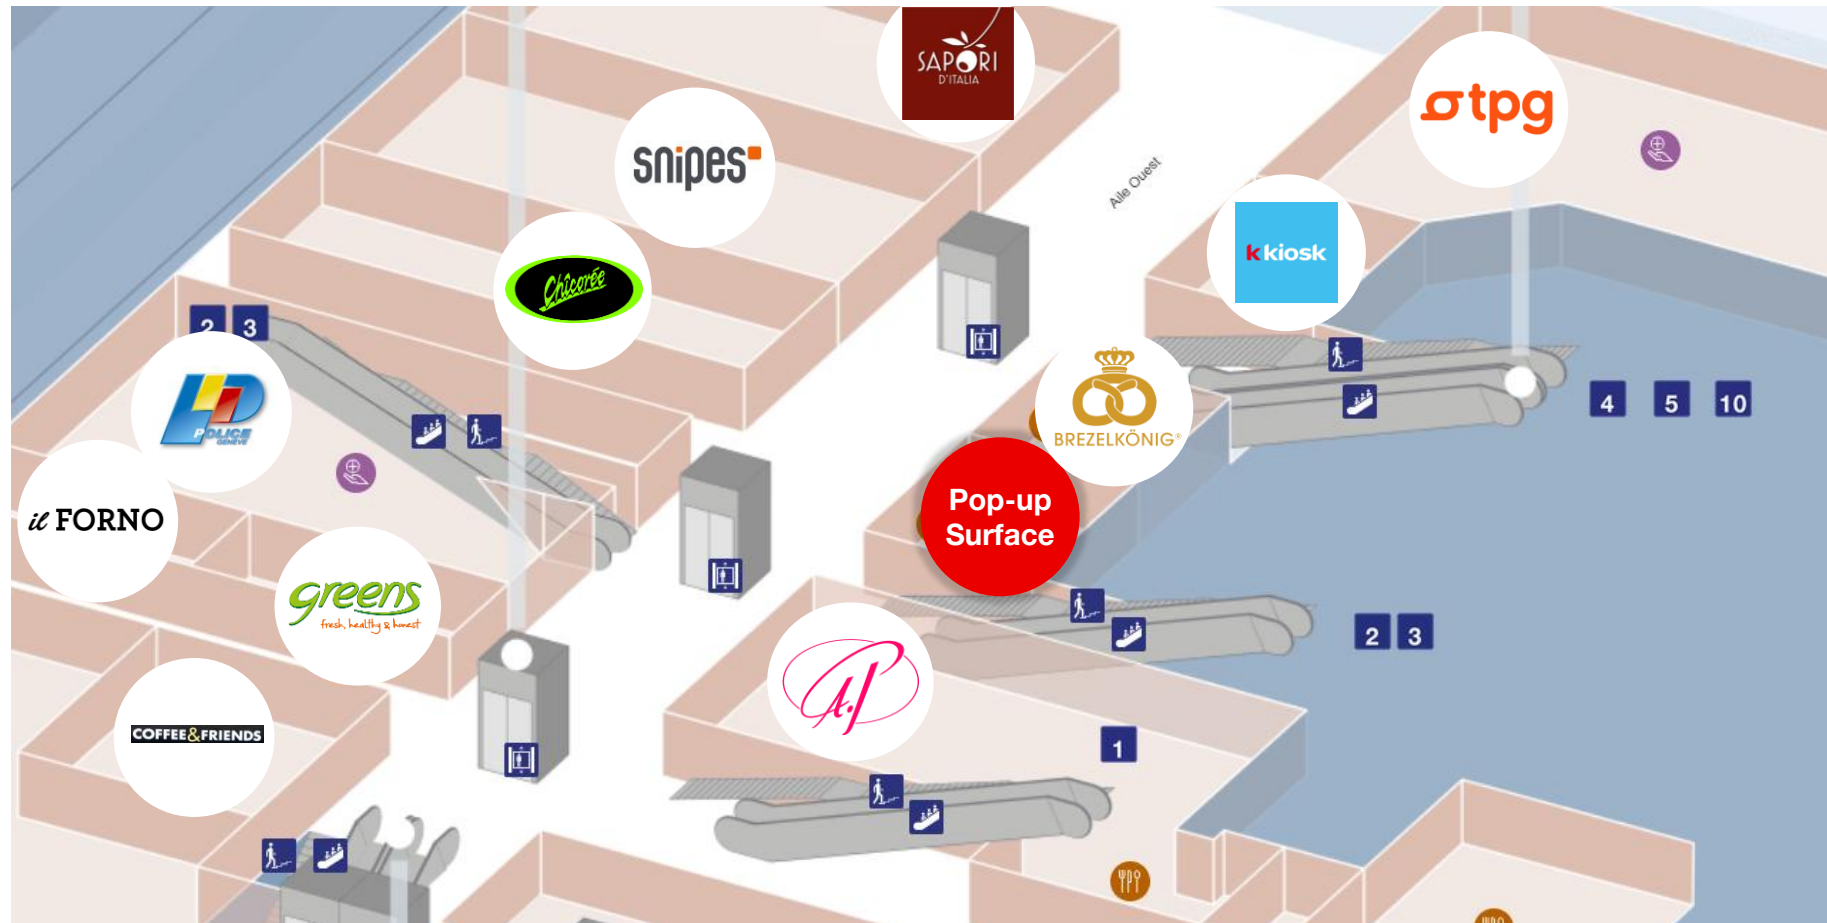 SAPORI
D'ITALIA
tpg
snipes
Aile Ouest
k kiosk
Chicorée
2 3
BREZELKÖNIG®
4 5 10
POLICE
GENEVE
Pop-up
Surface
il FORNO
greens
fresh, healthy & honest
2 3
A.P
COFFEE&FRIENDS
1